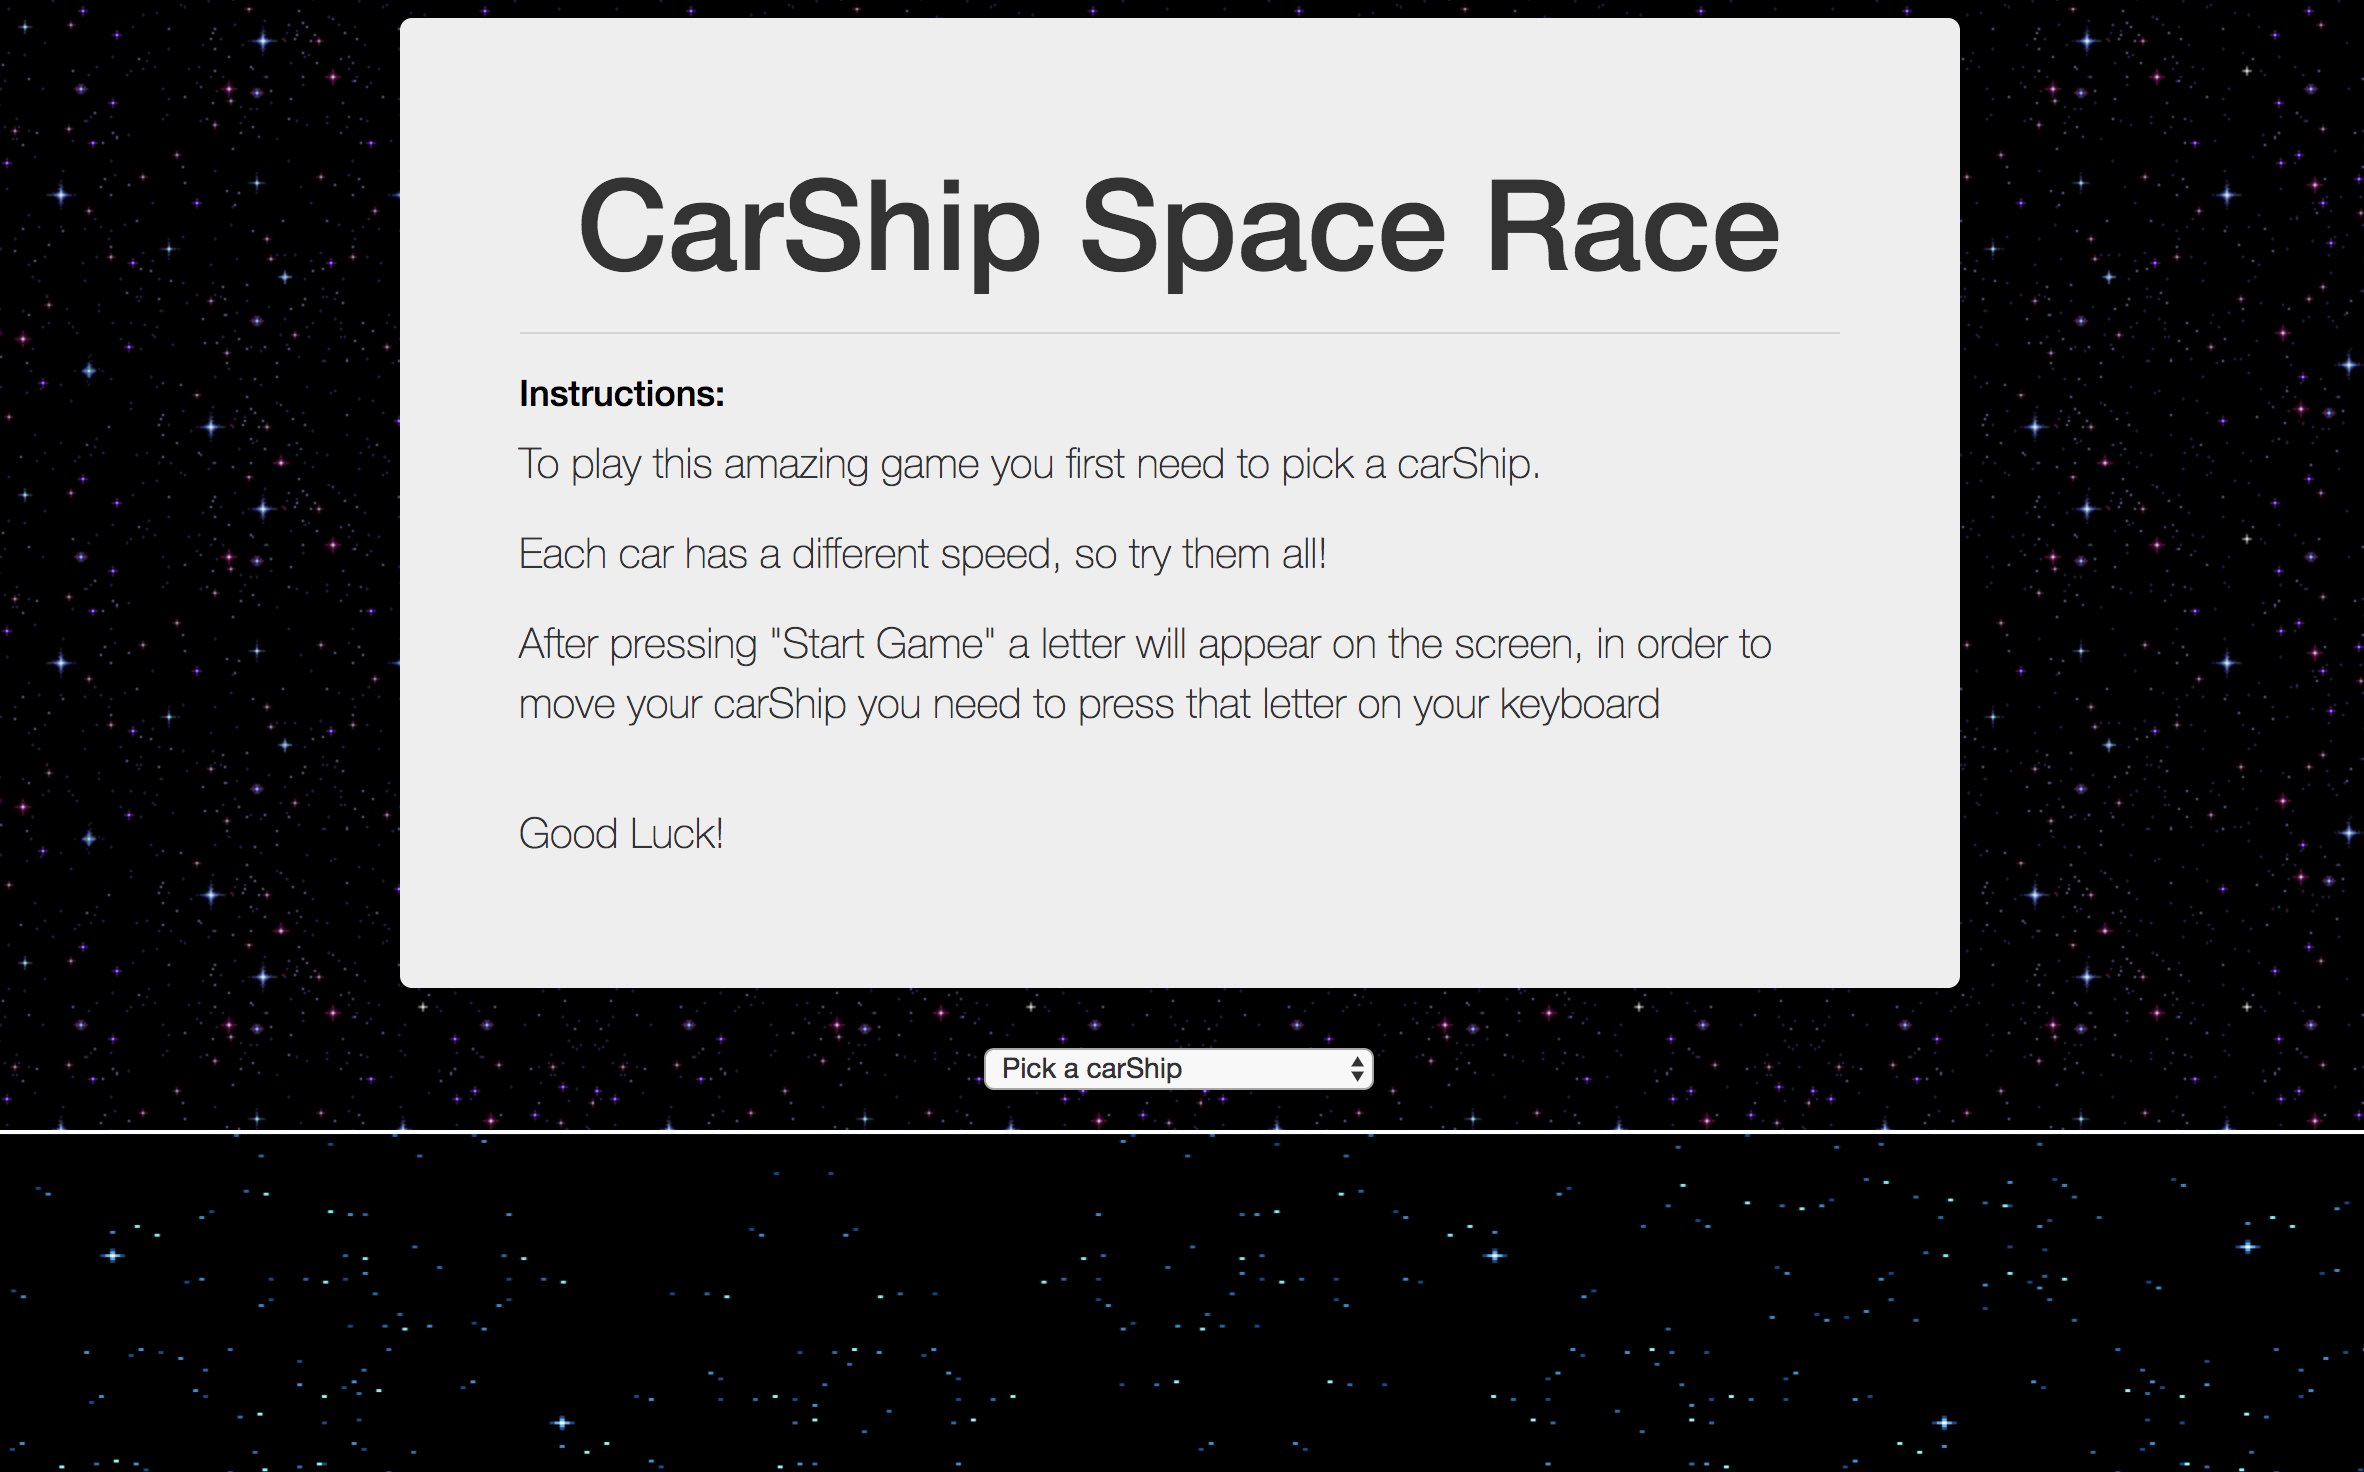 CarShip Space Race
Instructions:
To play this amazing game you first need to pick a carShip.
Each car has a different speed, so try them all!
After pressing "Start Game" a letter will appear on the screen, in order to
move your carShip you need to press that letter on your keyboard
Good Luck!
Pick a carShip